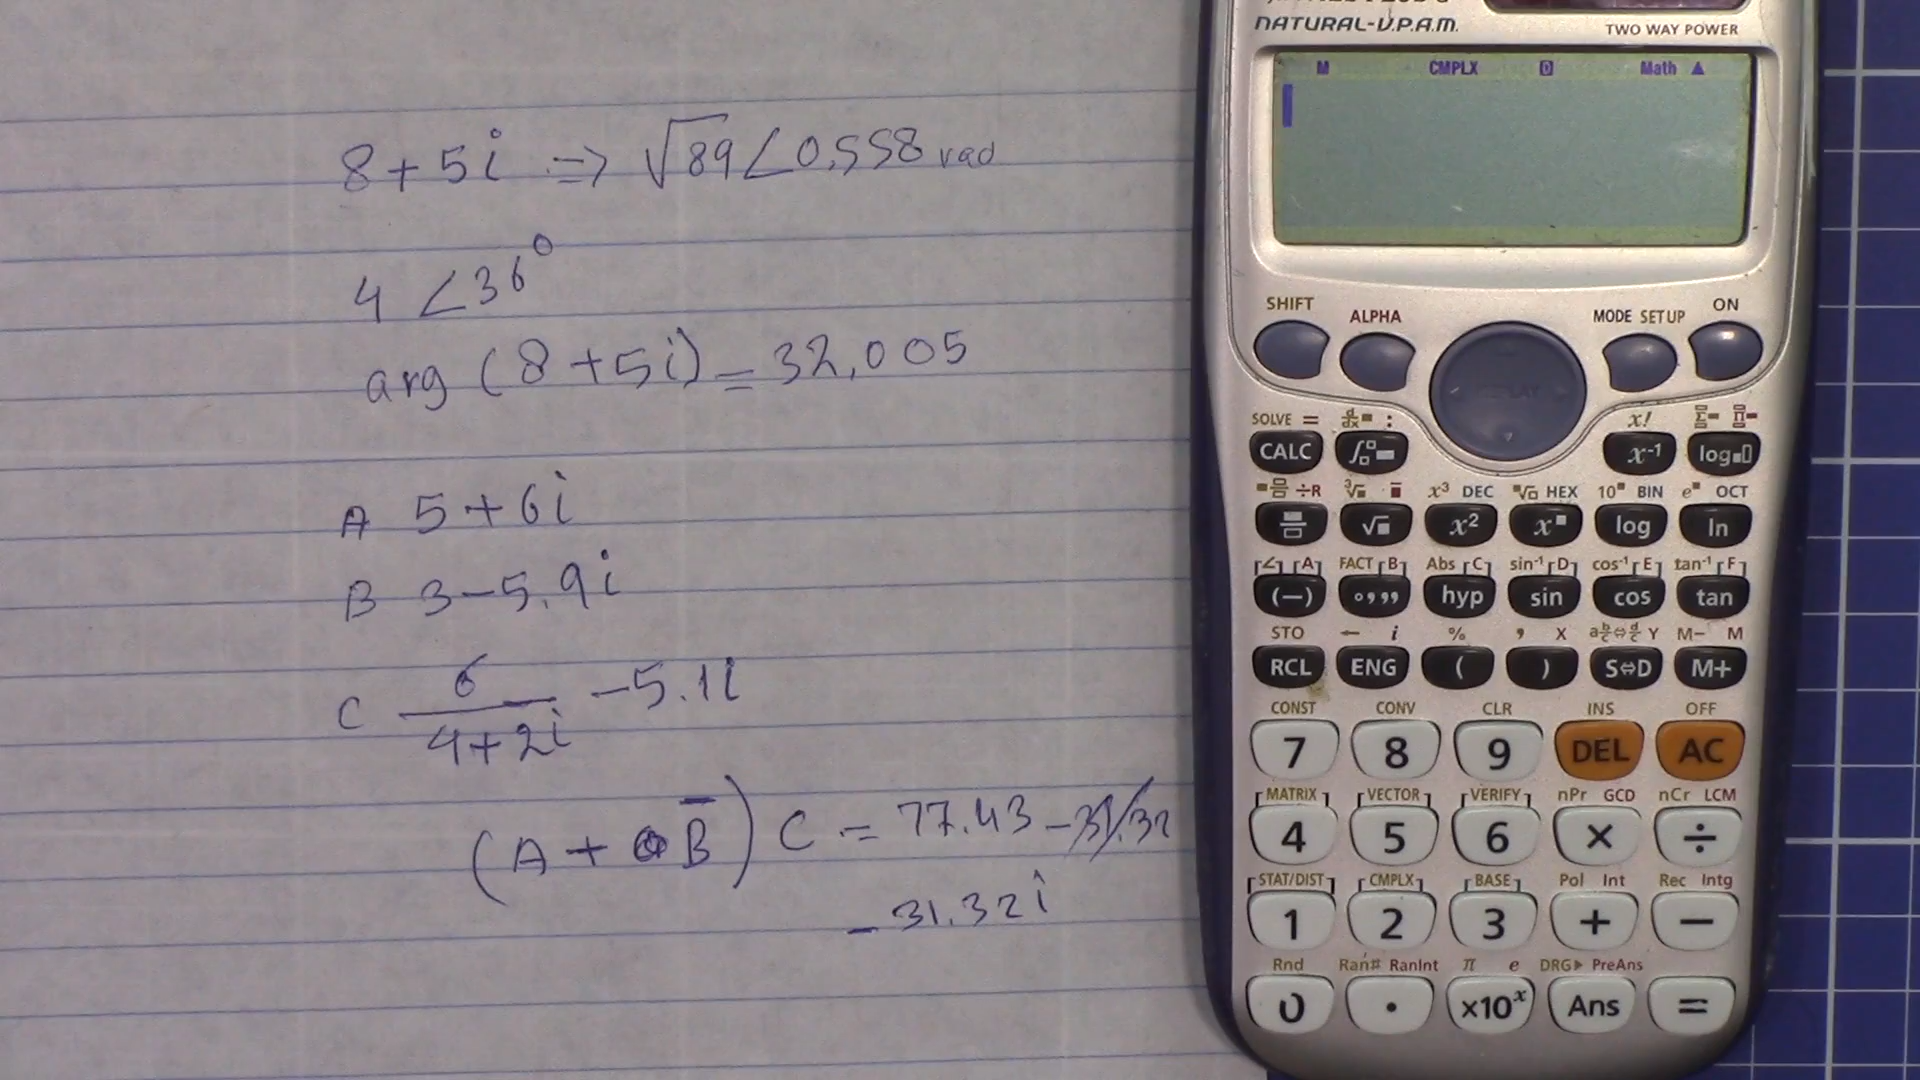 8+5i => √89∠0.558 rad
4∠36°
arg(8+5i)=32,005
A 5+6i
B 3-5.9i
C 6/(4+2i) -5.1i
(A+B̅)C = 77.43
-31.32i
NATURAL-V.P.A.M.
TWO WAY POWER
M CMPLX D Math ▲
SHIFT ALPHA MODE SETUP ON
REPLAY
SOLVE = d/dx■ : x! Σ■- Π■-
CALC ∫■ x⁻¹ log■□
■■/■ ÷R ³√■ x³ DEC ■√□ HEX 10■ BIN e■ OCT
■/□ √■ x² x■ log ln
∠ A FACT B Abs C sin⁻¹ D cos⁻¹ E tan⁻¹ F
(−) °,,, hyp sin cos tan
STO ← i % , X a b/c⇔d/c Y M− M
RCL ENG ( ) S⇔D M+
CONST CONV CLR INS OFF
7 8 9 DEL AC
MATRIX VECTOR VERIFY nPr GCD nCr LCM
4 5 6 × ÷
STAT/DIST CMPLX BASE Pol Int Rec Intg
1 2 3 + −
Rnd Ran# RanInt π e DRG▶ PreAns
0 . ×10ˣ Ans =